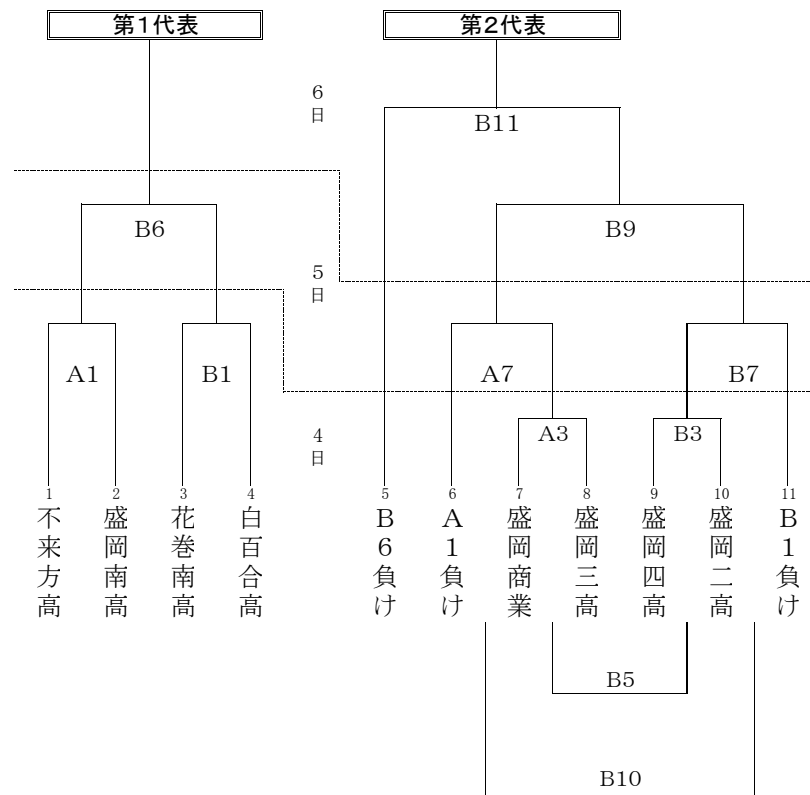 第1代表
第2代表
6日
B11
B6
B9
5日
A1
B1
A7
B7
A3
B3
4日
1
2
3
4
5
6
7
8
9
10
11
不来方高
盛岡南高
花巻南高
白百合高
B6負け
A1負け
盛岡商業
盛岡三高
盛岡四高
盛岡二高
B1負け
B5
B10